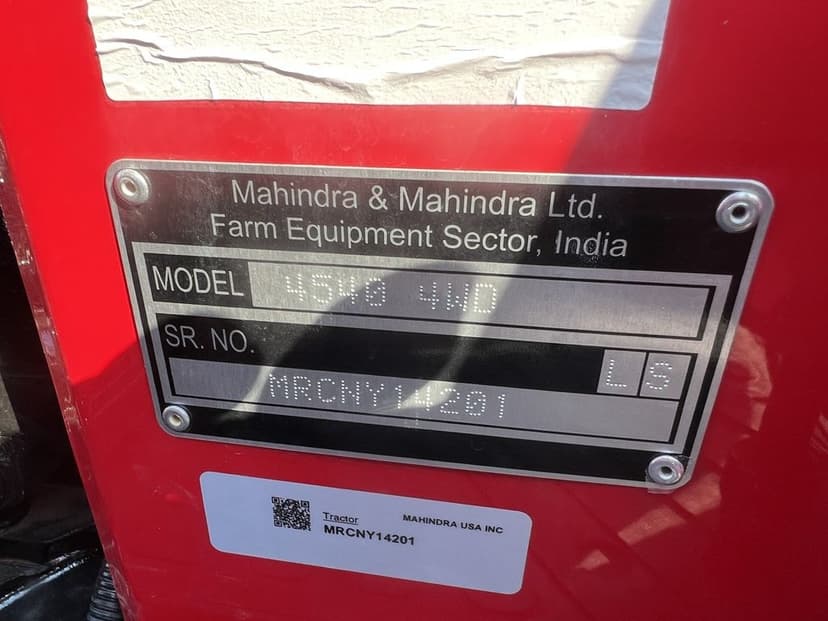 Mahindra & Mahindra Ltd.
Farm Equipment Sector, India
MODEL 4540 4WD
SR. NO. L S
MRCNY14201
Tractor MAHINDRA USA INC
MRCNY14201